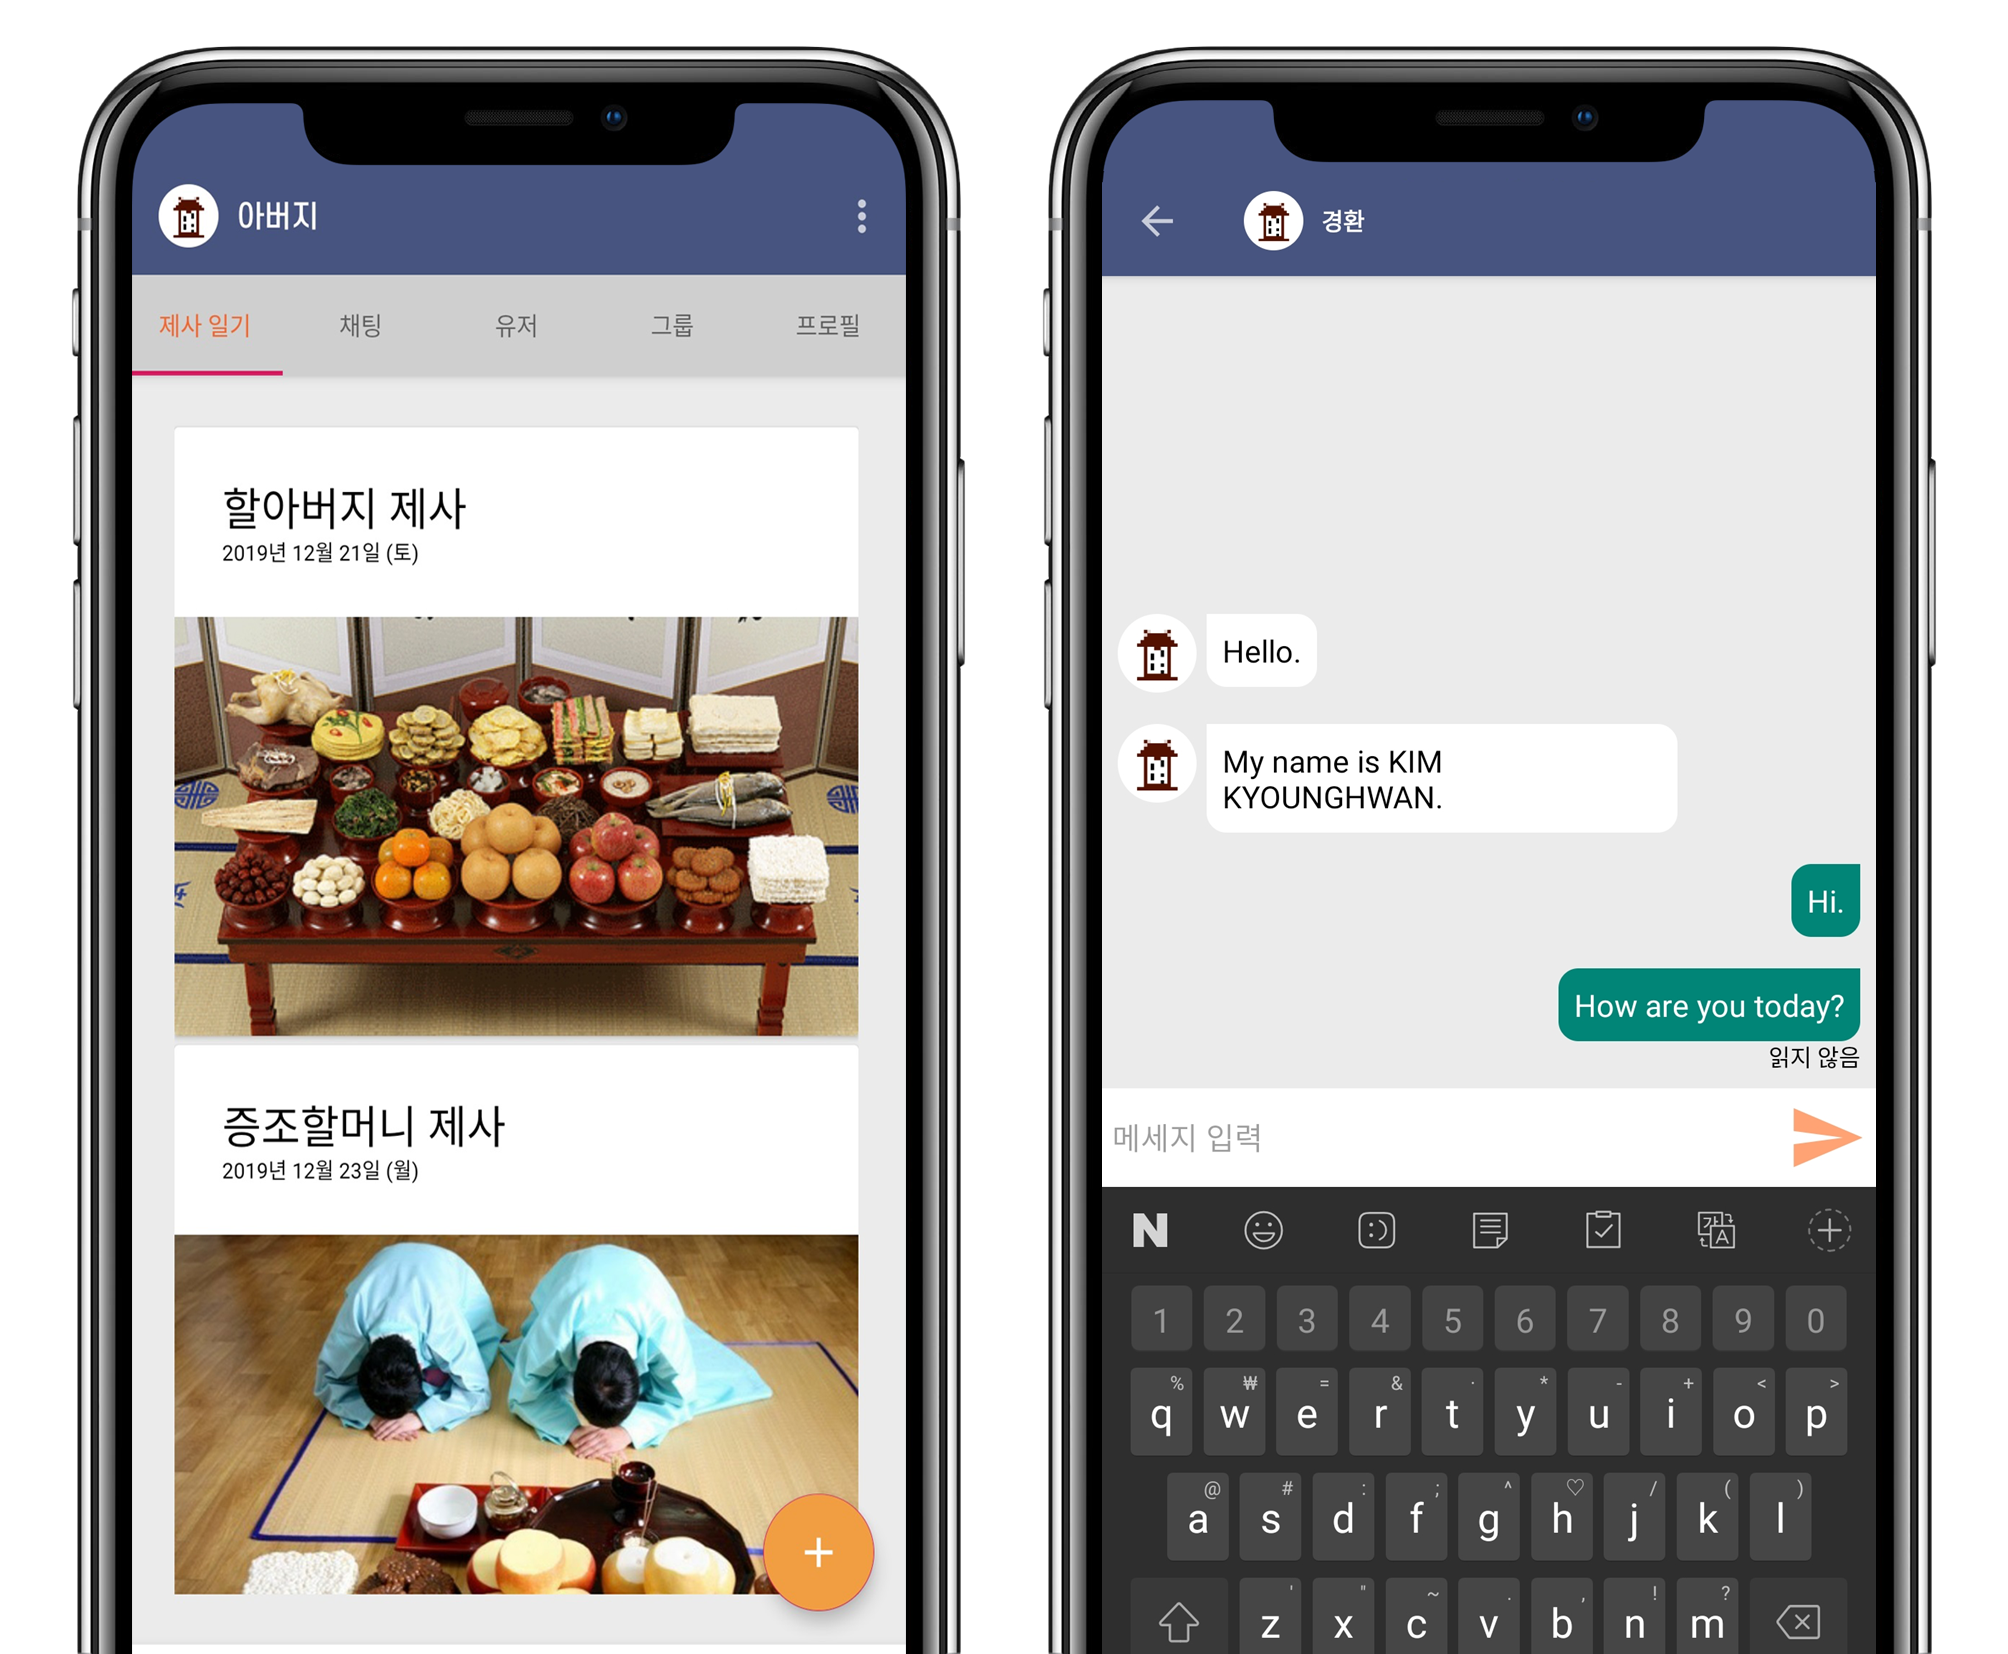 아버지
제사 일기 채팅 유저 그룹 프로필
할아버지 제사
2019년 12월 21일 (토)
증조할머니 제사
2019년 12월 23일 (월)
+
경환
Hello.
My name is KIM
KYOUNGHWAN.
Hi.
How are you today?
읽지 않음
메세지 입력
N :) 가 A +
1 2 3 4 5 6 7 8 9 0
% ₩ = & · * - + < >
q w e r t y u i o p
@ # : ; ^ ♡ / ( )
a s d f g h j k l
' " ~ . , ! ?
z x c v b n m